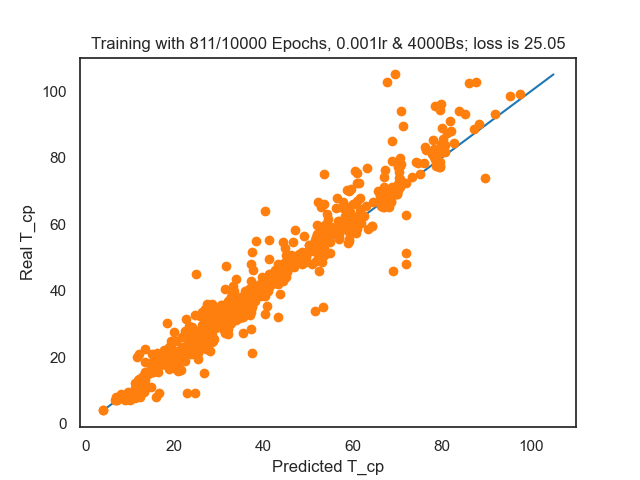 Training with 811/10000 Epochs, 0.001lr & 4000Bs; loss is 25.05
Real T_cp
100
80
60
40
20
0
0 20 40 60 80 100
Predicted T_cp